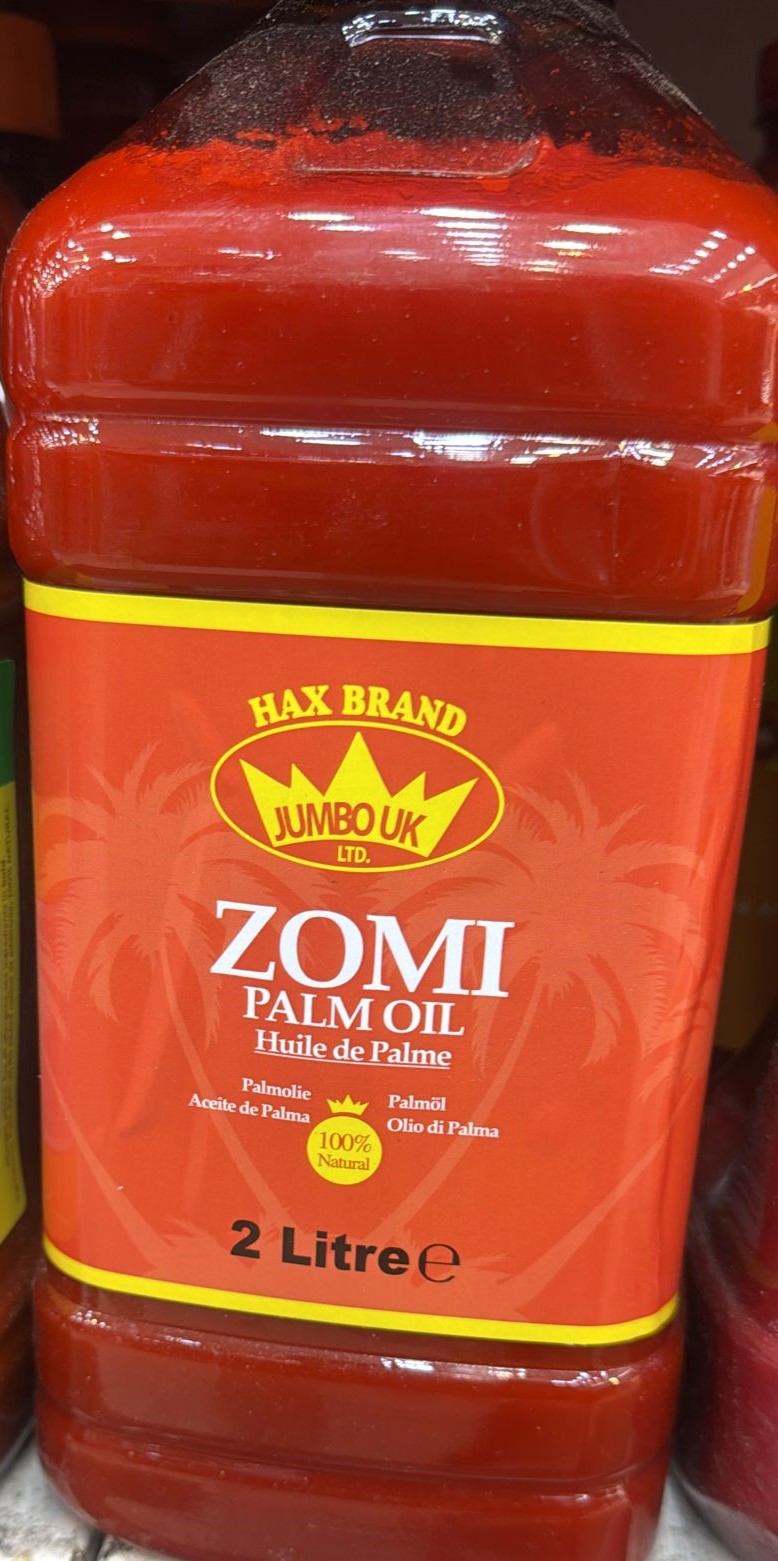 HAX BRAND
JUMBO UK
LTD.
ZOMI
PALM OIL
Huile de Palme
Palmolie
Aceite de Palma
Palmöl
Olio di Palma
100%
Natural
2 Litre ℮